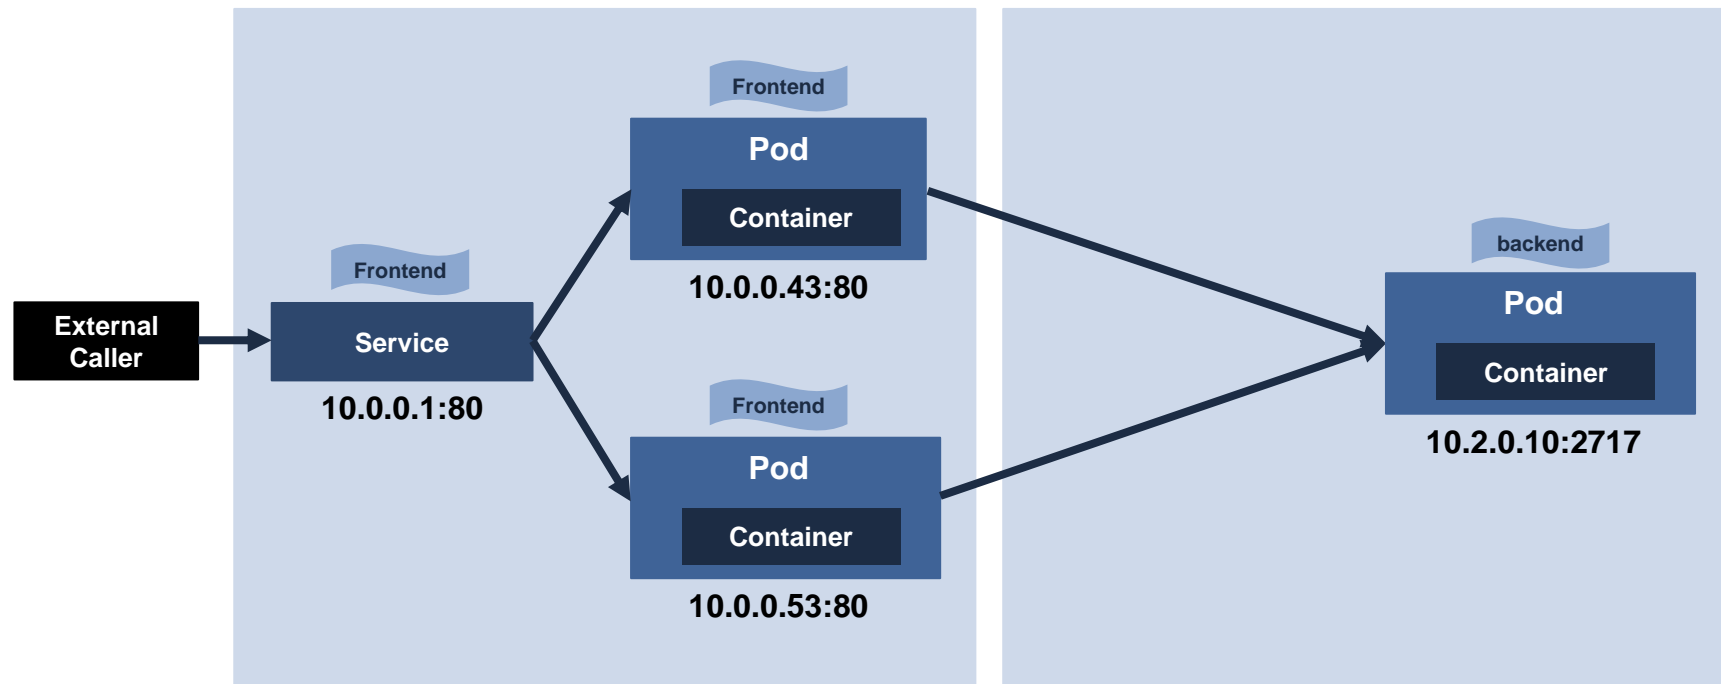 External
Caller
Frontend
Service
10.0.0.1:80
Frontend
Pod
Container
10.0.0.43:80
Frontend
Pod
Container
10.0.0.53:80
backend
Pod
Container
10.2.0.10:2717